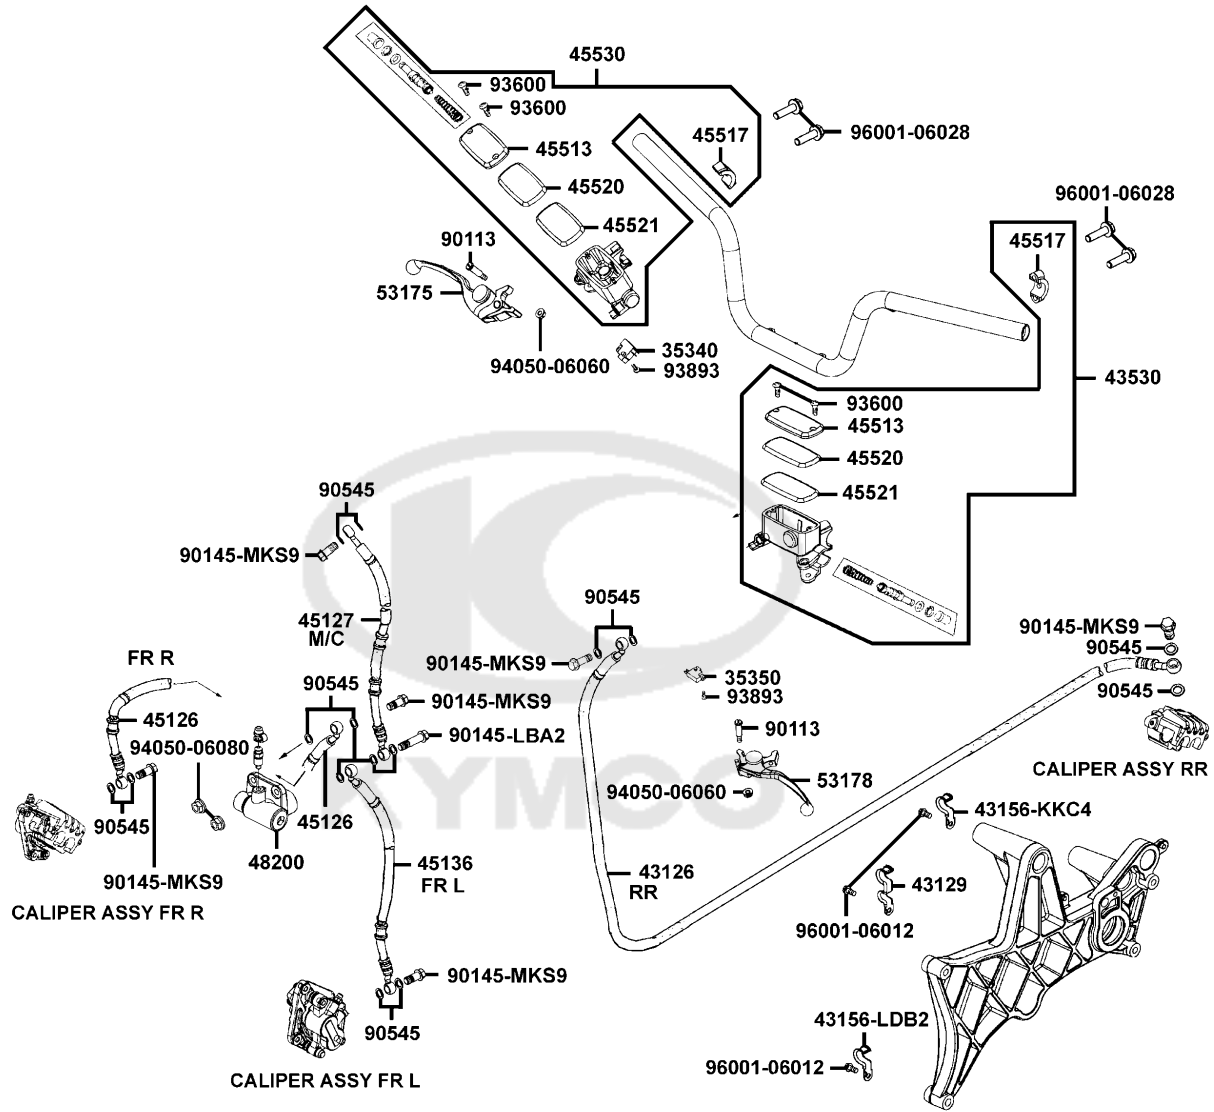 45530
93600
93600
45513
45517
96001-06028
45520
96001-06028
45521
45517
90113
53175
94050-06060
35340
93893
43530
93600
45513
45520
45521
90545
90145-MKS9
45127
M/C
90545
90145-MKS9
90145-MKS9
90545
90545
FR R
45126
94050-06080
90545
90145-MKS9
90145-LBA2
35350
93893
90113
53178
94050-06060
CALIPER ASSY RR
90545
90145-MKS9
CALIPER ASSY FR R
48200
45126
45136
FR L
43126
RR
43156-KKC4
43129
96001-06012
90145-MKS9
90545
CALIPER ASSY FR L
43156-LDB2
96001-06012
KYMCO